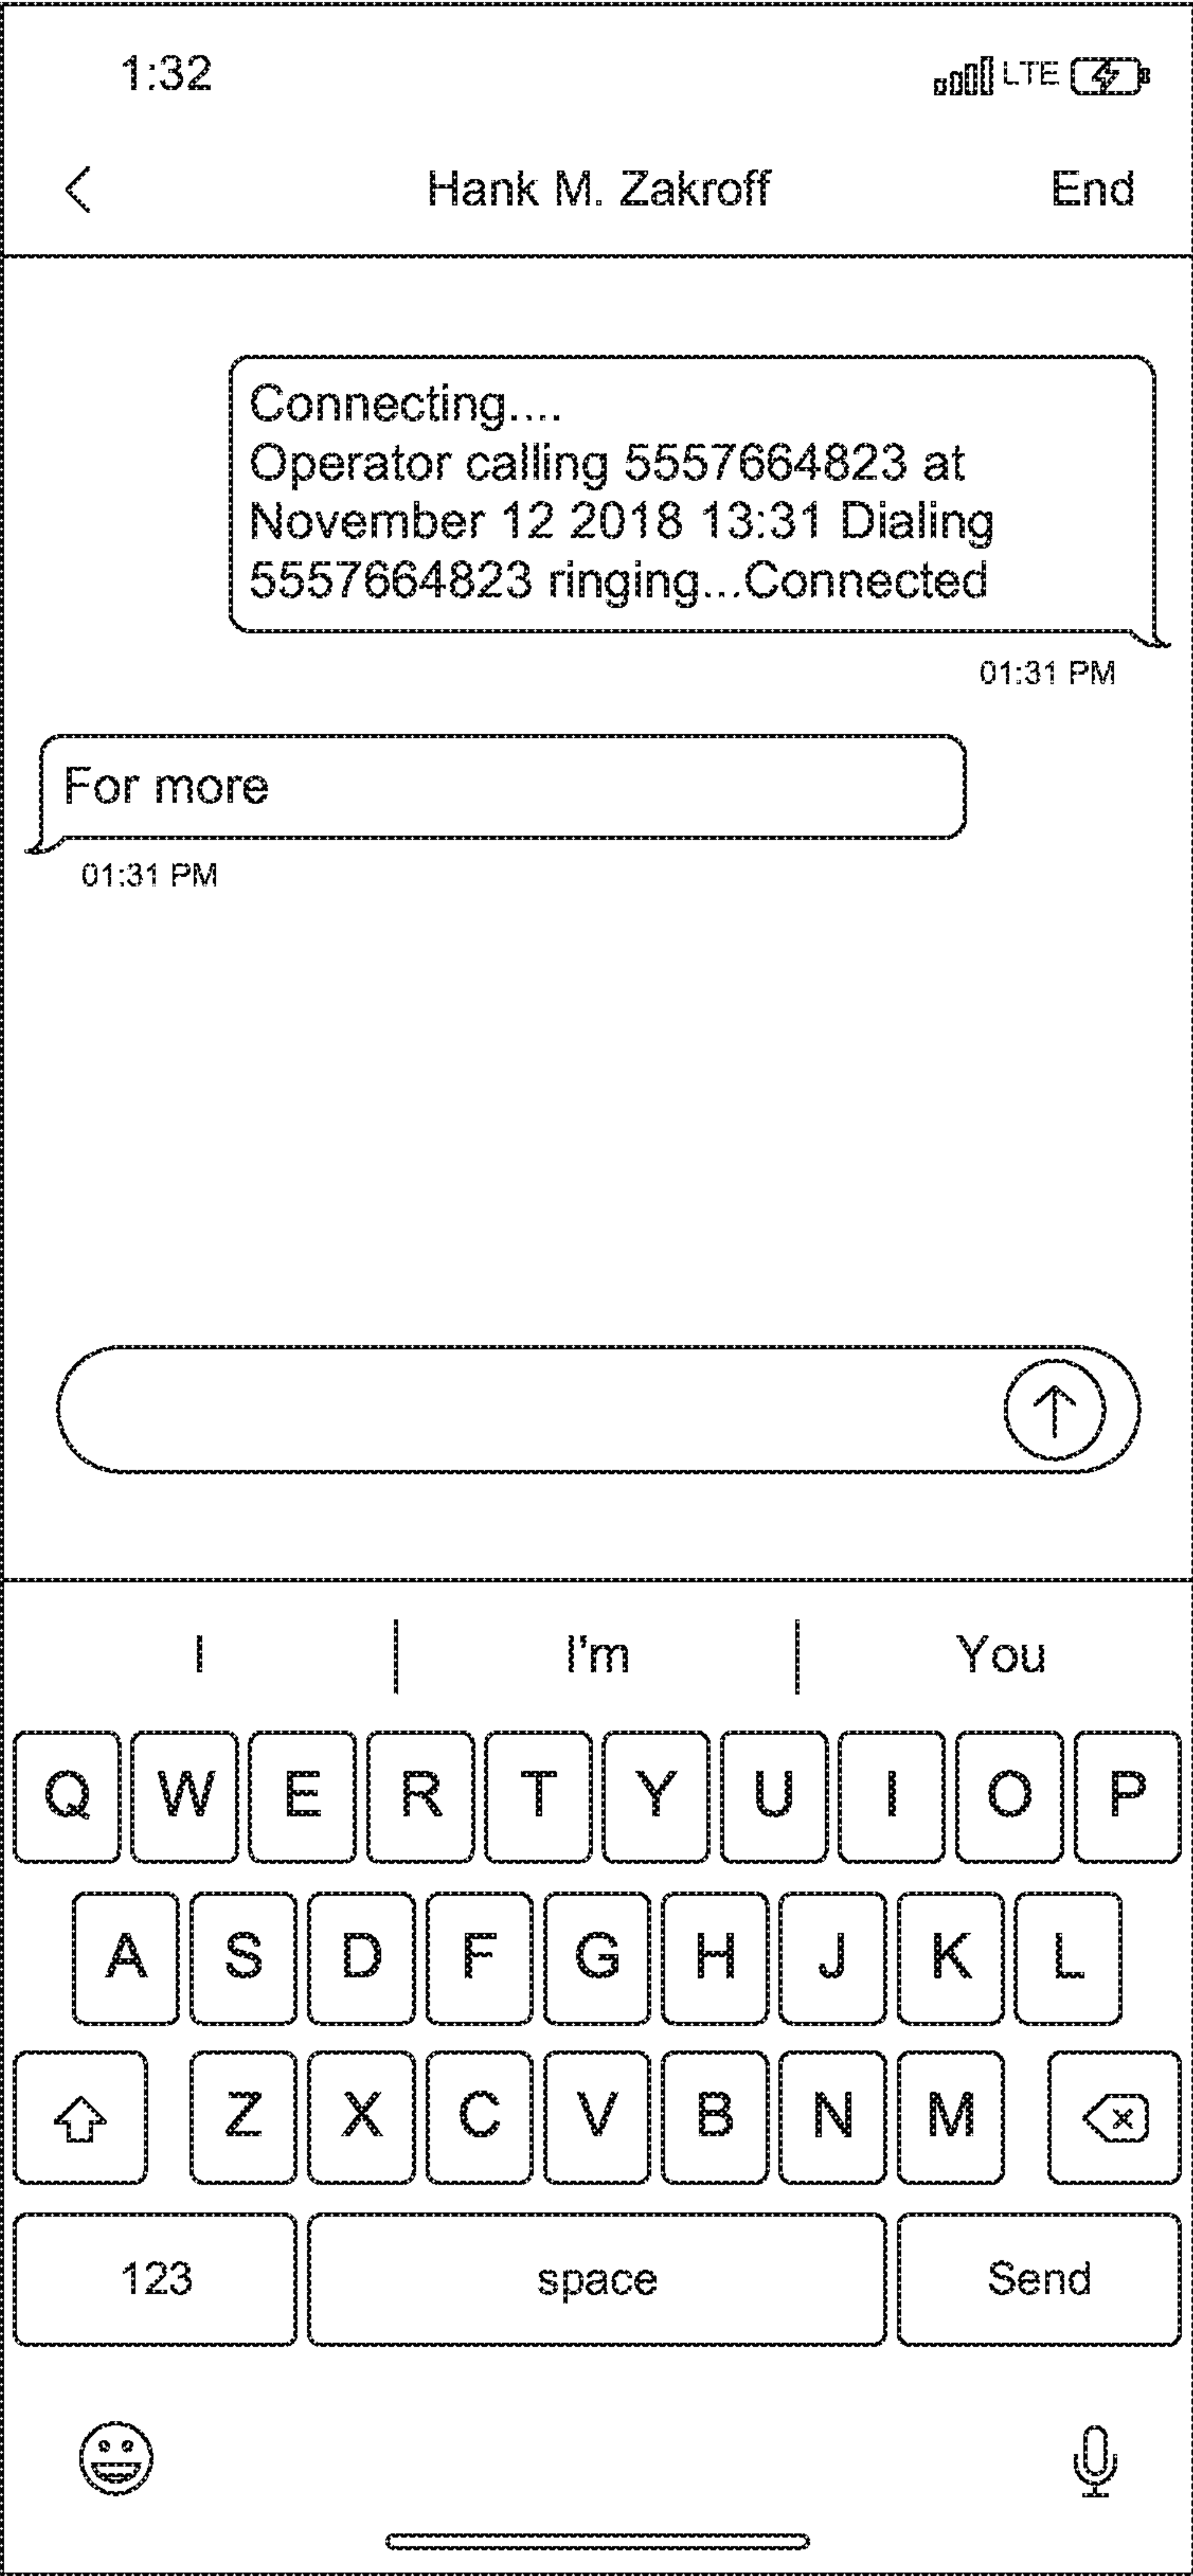 1:32 LTE
Hank M. Zakroff End
Connecting....
Operator calling 5557664823 at
November 12 2018 13:31 Dialing
5557664823 ringing...Connected
01:31 PM
For more
01:31 PM
I I'm You
Q W E R T Y U I O P
A S D F G H J K L
Z X C V B N M
123 space Send